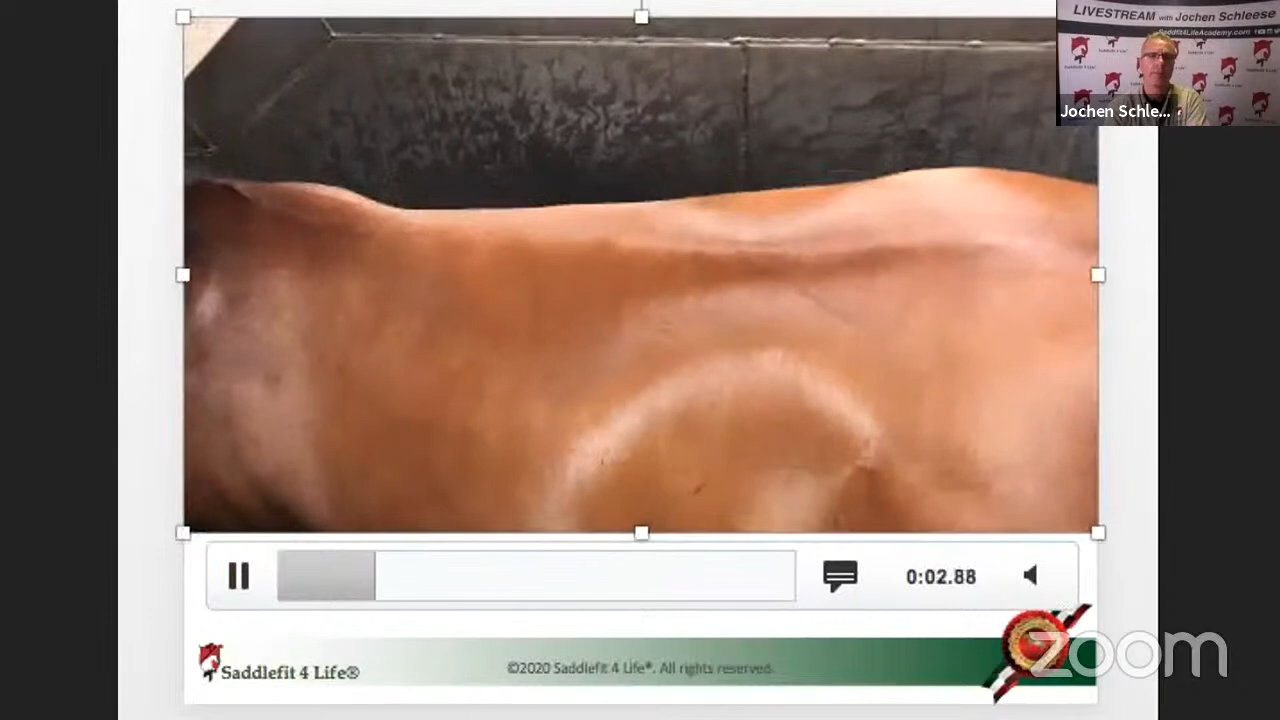 LIVESTREAM with Jochen Schleese
Saddlefit4LifeAcademy.com
Jochen Schle...
0:02.88
Saddlefit 4 Life®
©2020 Saddlefit 4 Life®. All rights reserved.
zoom